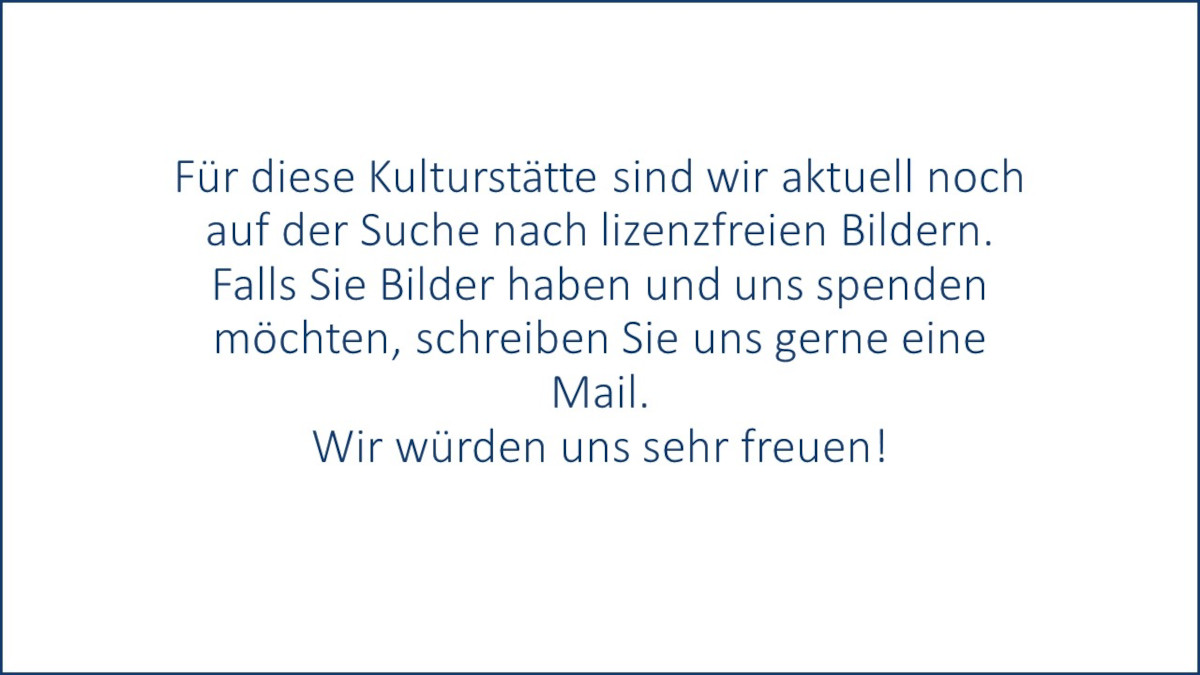 Für diese Kulturstätte sind wir aktuell noch
auf der Suche nach lizenzfreien Bildern.
Falls Sie Bilder haben und uns spenden
möchten, schreiben Sie uns gerne eine
Mail.
Wir würden uns sehr freuen!